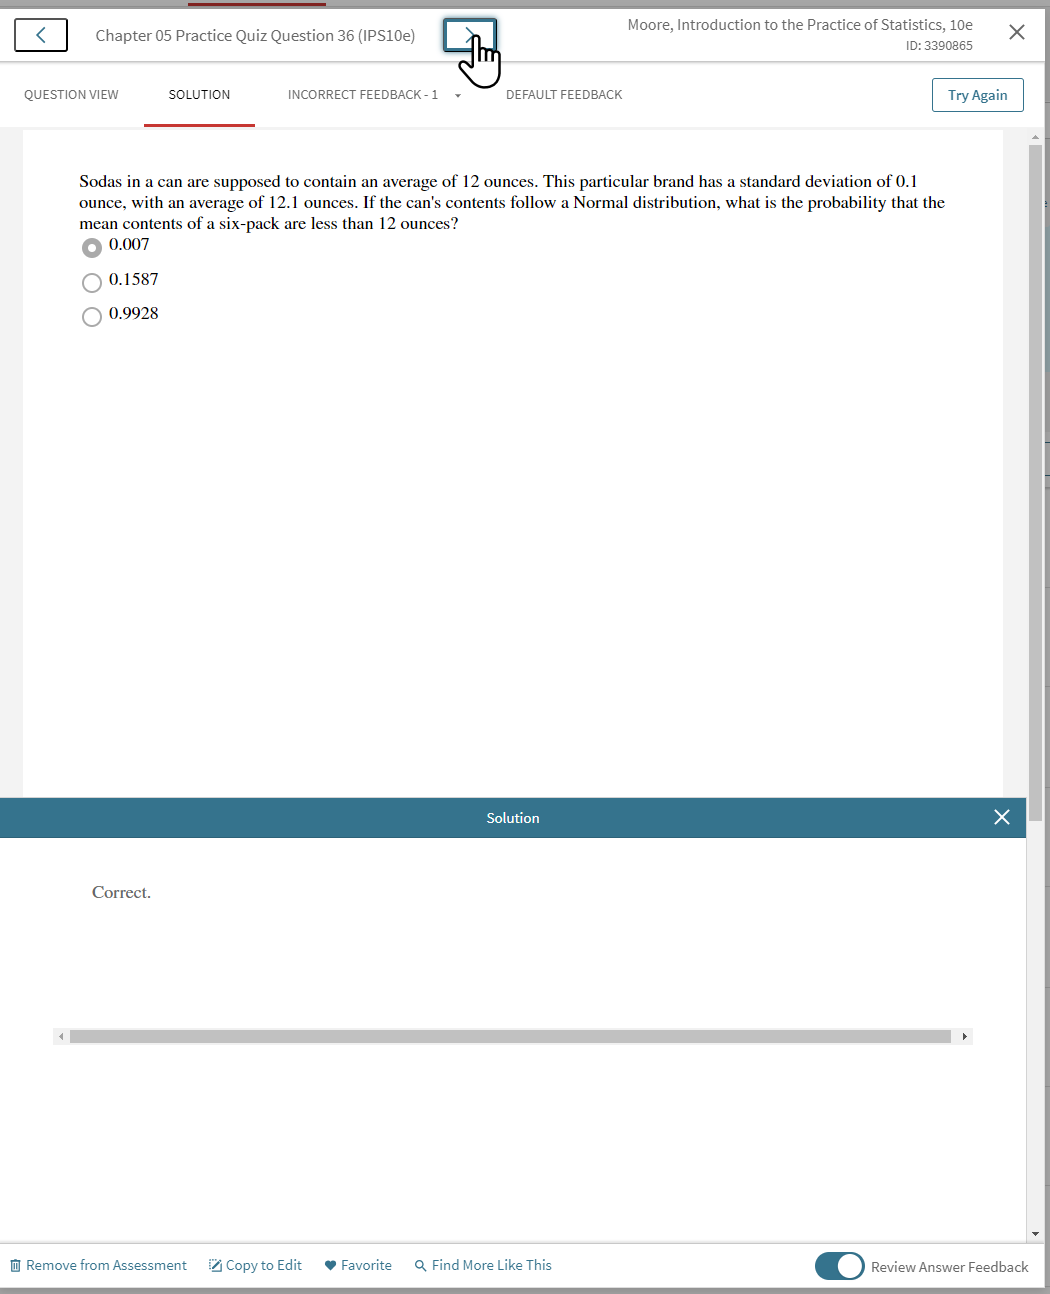 Chapter 05 Practice Quiz Question 36 (IPS10e)
Moore, Introduction to the Practice of Statistics, 10e
ID: 3390865
QUESTION VIEW
SOLUTION
INCORRECT FEEDBACK - 1
DEFAULT FEEDBACK
Try Again
Sodas in a can are supposed to contain an average of 12 ounces. This particular brand has a standard deviation of 0.1
ounce, with an average of 12.1 ounces. If the can's contents follow a Normal distribution, what is the probability that the
mean contents of a six-pack are less than 12 ounces?
0.007
0.1587
0.9928
Solution
Correct.
Remove from Assessment
Copy to Edit
Favorite
Find More Like This
Review Answer Feedback